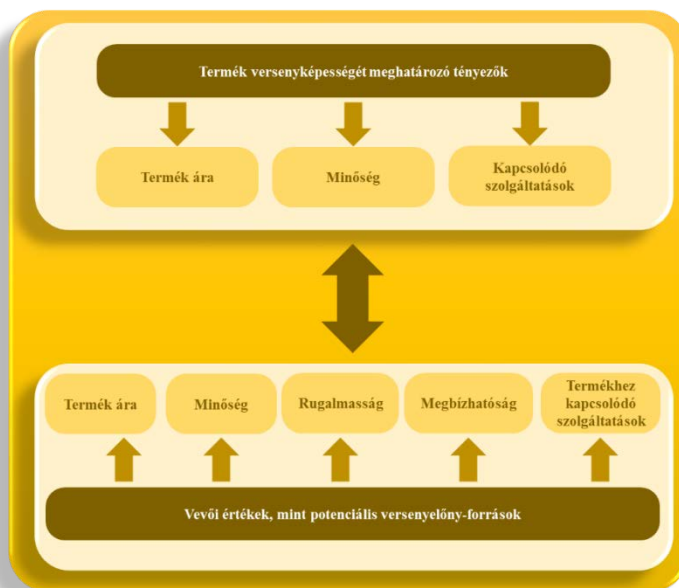 Termék versenyképességét meghatározó tényezők
Termék ára
Minőség
Kapcsolódó
szolgáltatások
Termék ára
Minőség
Rugalmasság
Megbízhatóság
Termékhez
kapcsolódó
szolgáltatások
Vevői értékek, mint potenciális versenyelőny-források